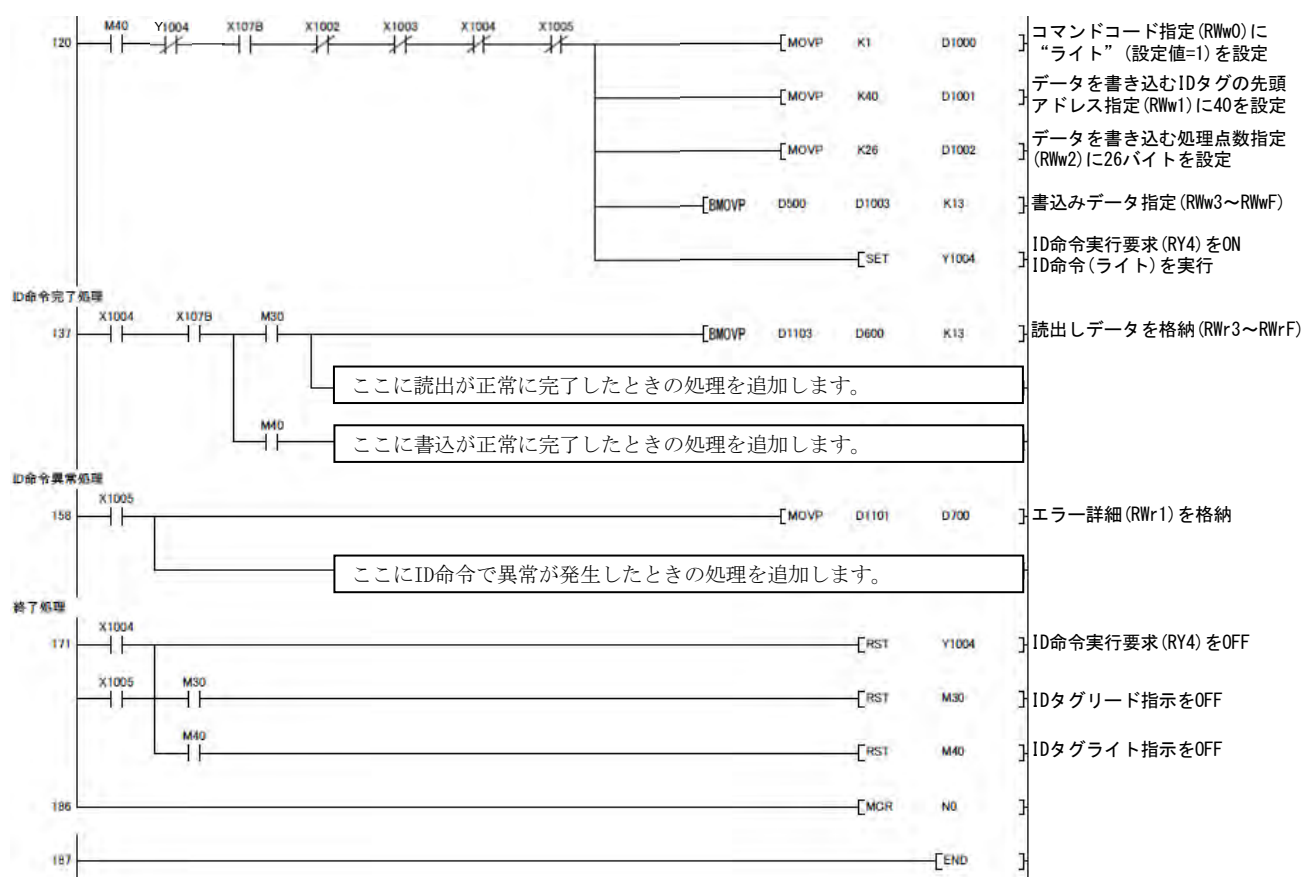 M40 Y1004 X107B X1002 X1003 X1004 X1005
120 MOVP K1 D1000 コマンドコード指定(RWw0)に
“ライト”(設定値=1)を設定
MOVP K40 D1001 データを書き込むIDタグの先頭
アドレス指定(RWw1)に40を設定
MOVP K26 D1002 データを書き込む処理点数指定
(RWw2)に26バイトを設定
BMOVP D500 D1003 K13 書込みデータ指定(RWw3～RWwF)
SET Y1004 ID命令実行要求(RY4)をON
ID命令(ライト)を実行
ID命令完了処理
X1004 X107B M30
137 BMOVP D1103 D600 K13 読出しデータを格納(RWr3～RWrF)
ここに読出が正常に完了したときの処理を追加します。
M40
ここに書込が正常に完了したときの処理を追加します。
ID命令異常処理
X1005
158 MOVP D1101 D700 エラー詳細(RWr1)を格納
ここにID命令で異常が発生したときの処理を追加します。
終了処理
X1004
171 RST Y1004 ID命令実行要求(RY4)をOFF
X1005 M30
RST M30 IDタグリード指示をOFF
M40
RST M40 IDタグライト指示をOFF
186 MCR N0
187 END